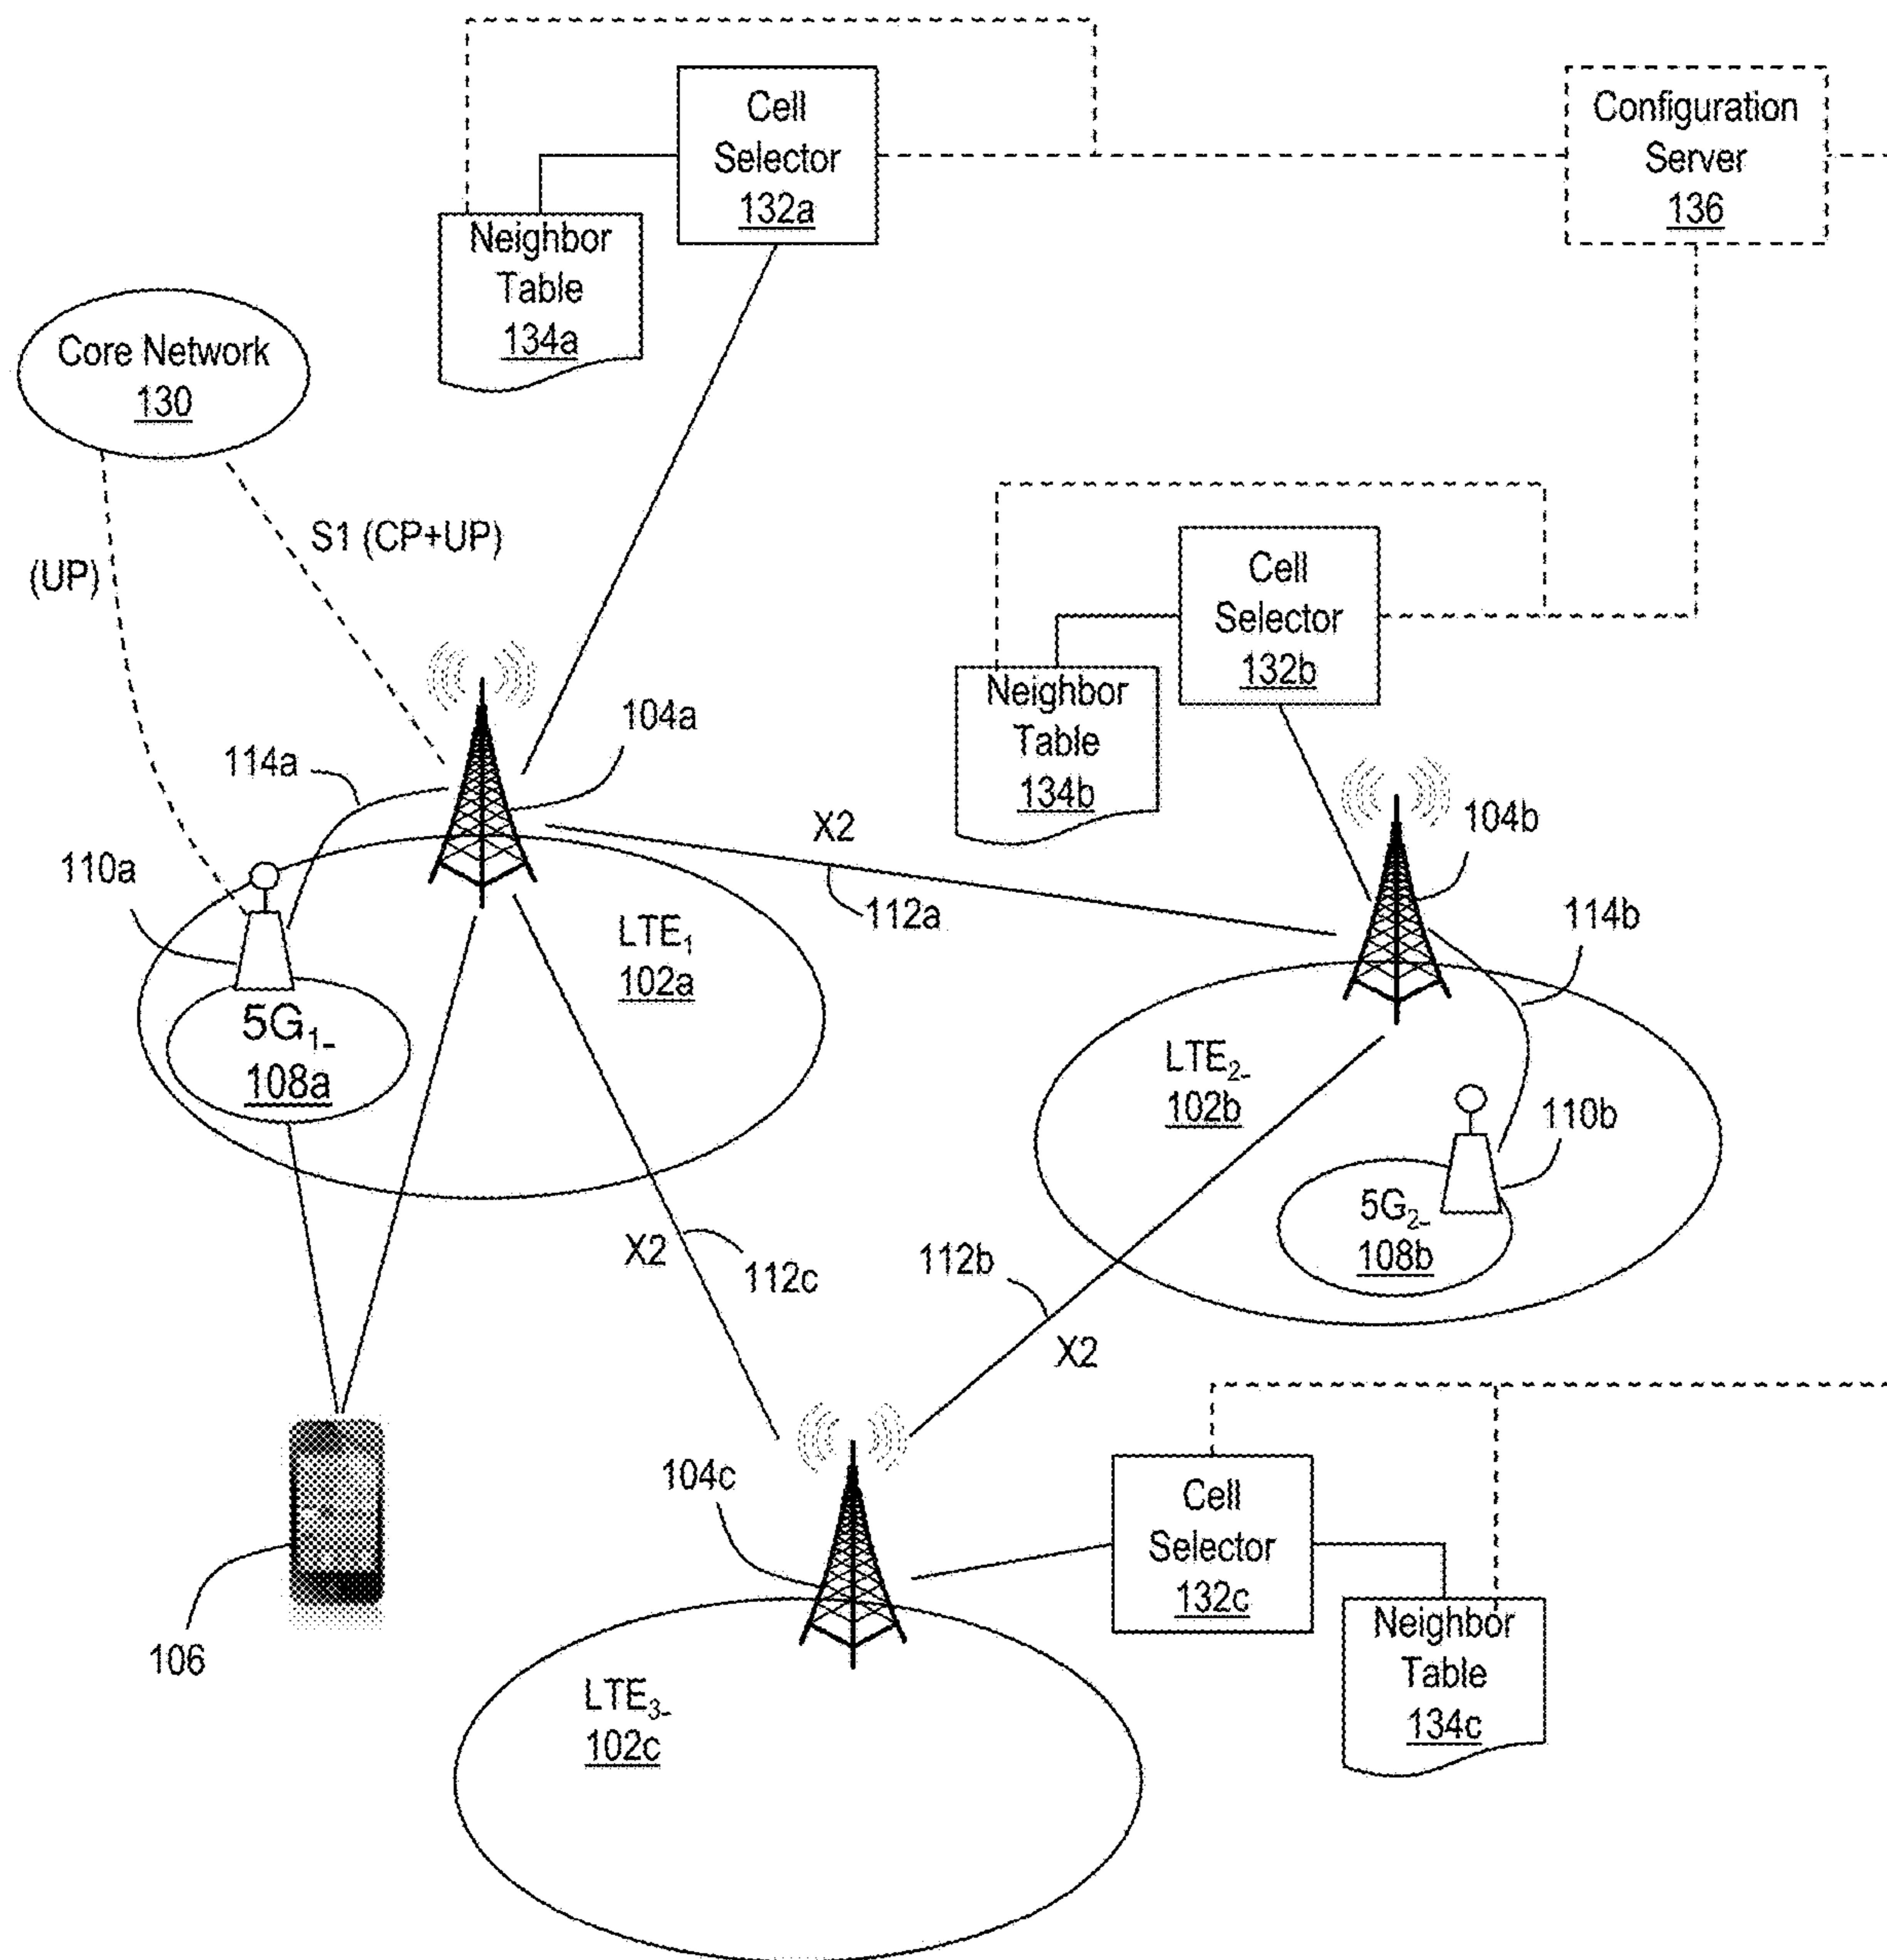 Cell
Selector
132a
Configuration
Server
136
Neighbor
Table
134a
Core Network
130
S1 (CP+UP)
(UP)
Cell
Selector
132b
Neighbor
Table
134b
104a
114a
X2
104b
110a
112a
114b
LTE1
102a
5G1-
108a
LTE2-
102b
110b
5G2-
108b
X2
112c
112b
X2
104c
Cell
Selector
132c
106
Neighbor
Table
134c
LTE3-
102c